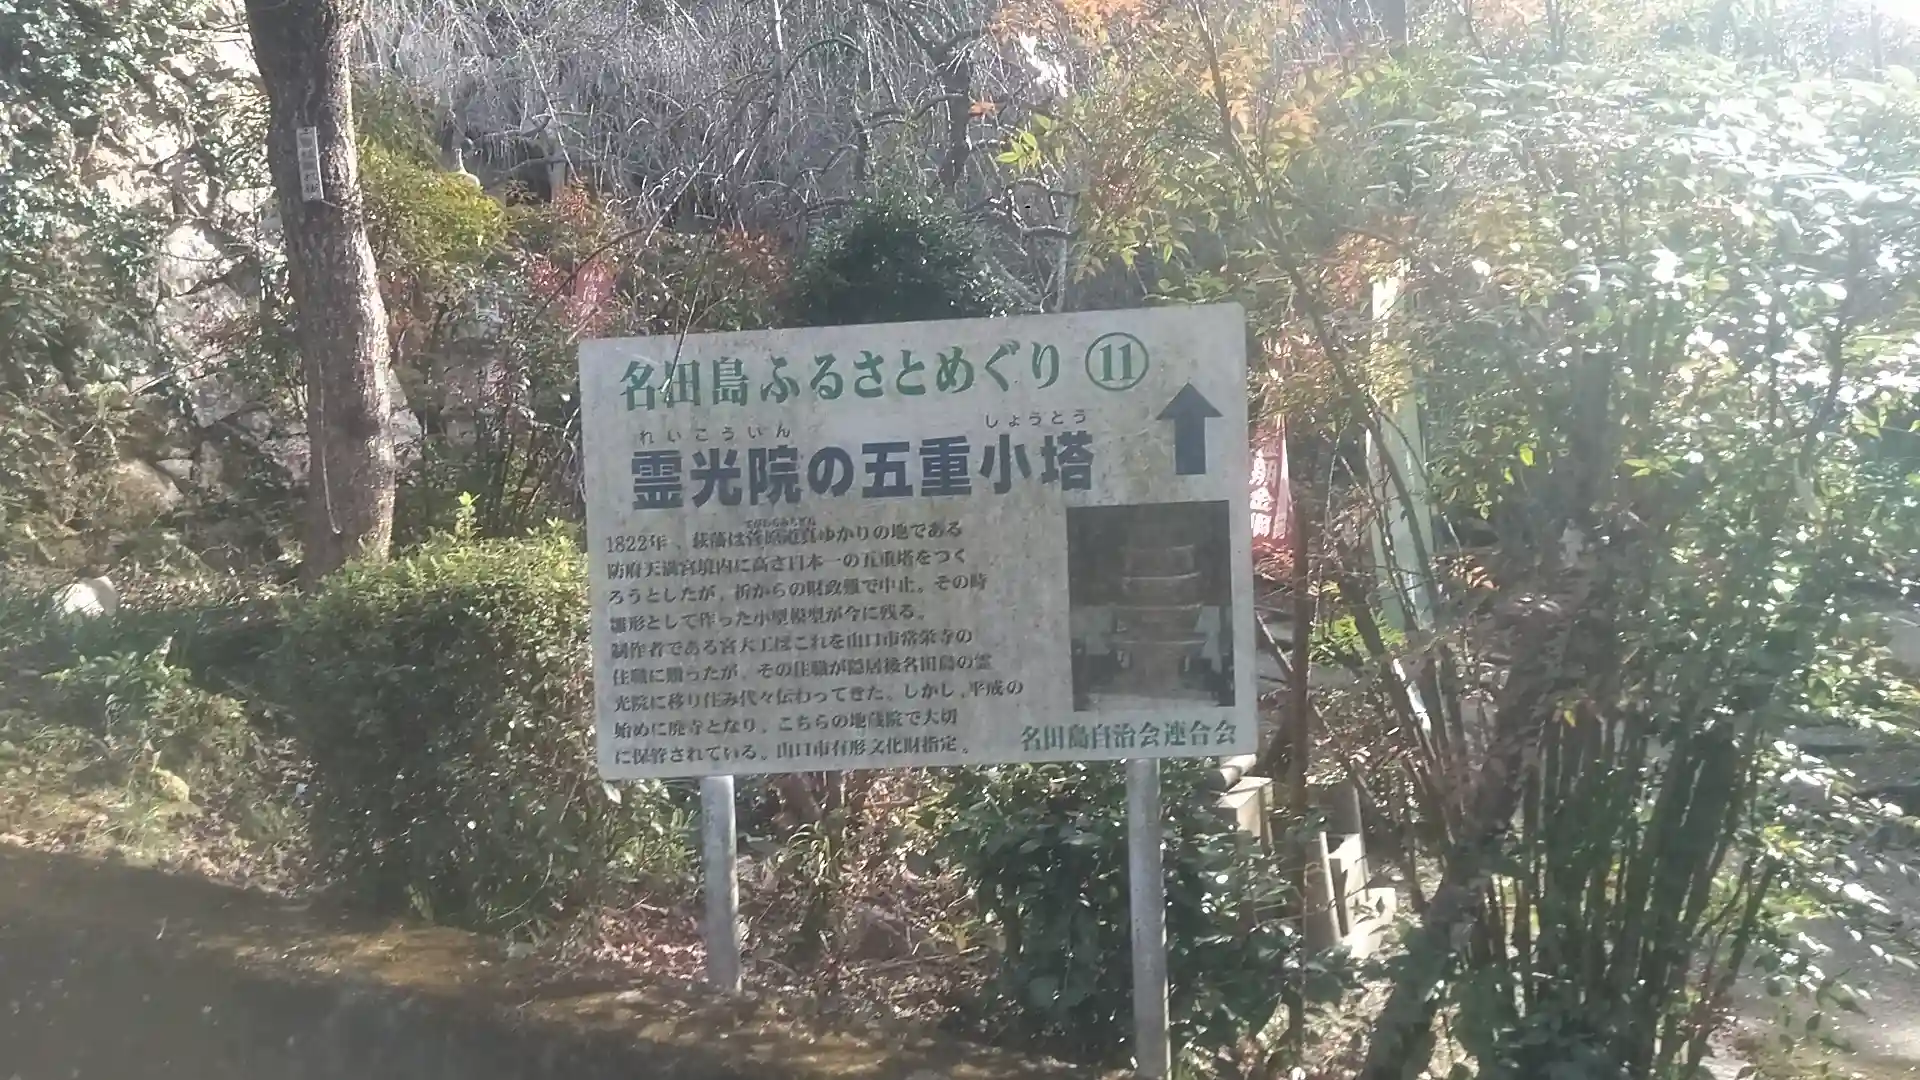 名田島ふるさとめぐり ⑪
れいこういん しょうとう
霊光院の五重小塔
すがわらみちざね
1822年、萩藩は菅原道真ゆかりの地である
防府天満宮境内に高さ日本一の五重塔をつく
ろうとしたが、折からの財政難で中止。その時
雛形として作った小型模型が今に残る。
制作者である宮大工はこれを山口市常栄寺の
住職に贈ったが、その住職が隠居後名田島の霊
光院に移り住み代々伝わってきた。しかし、平成の
始めに廃寺となり、こちらの地蔵院で大切
に保管されている。山口市有形文化財指定。
名田島自治会連合会